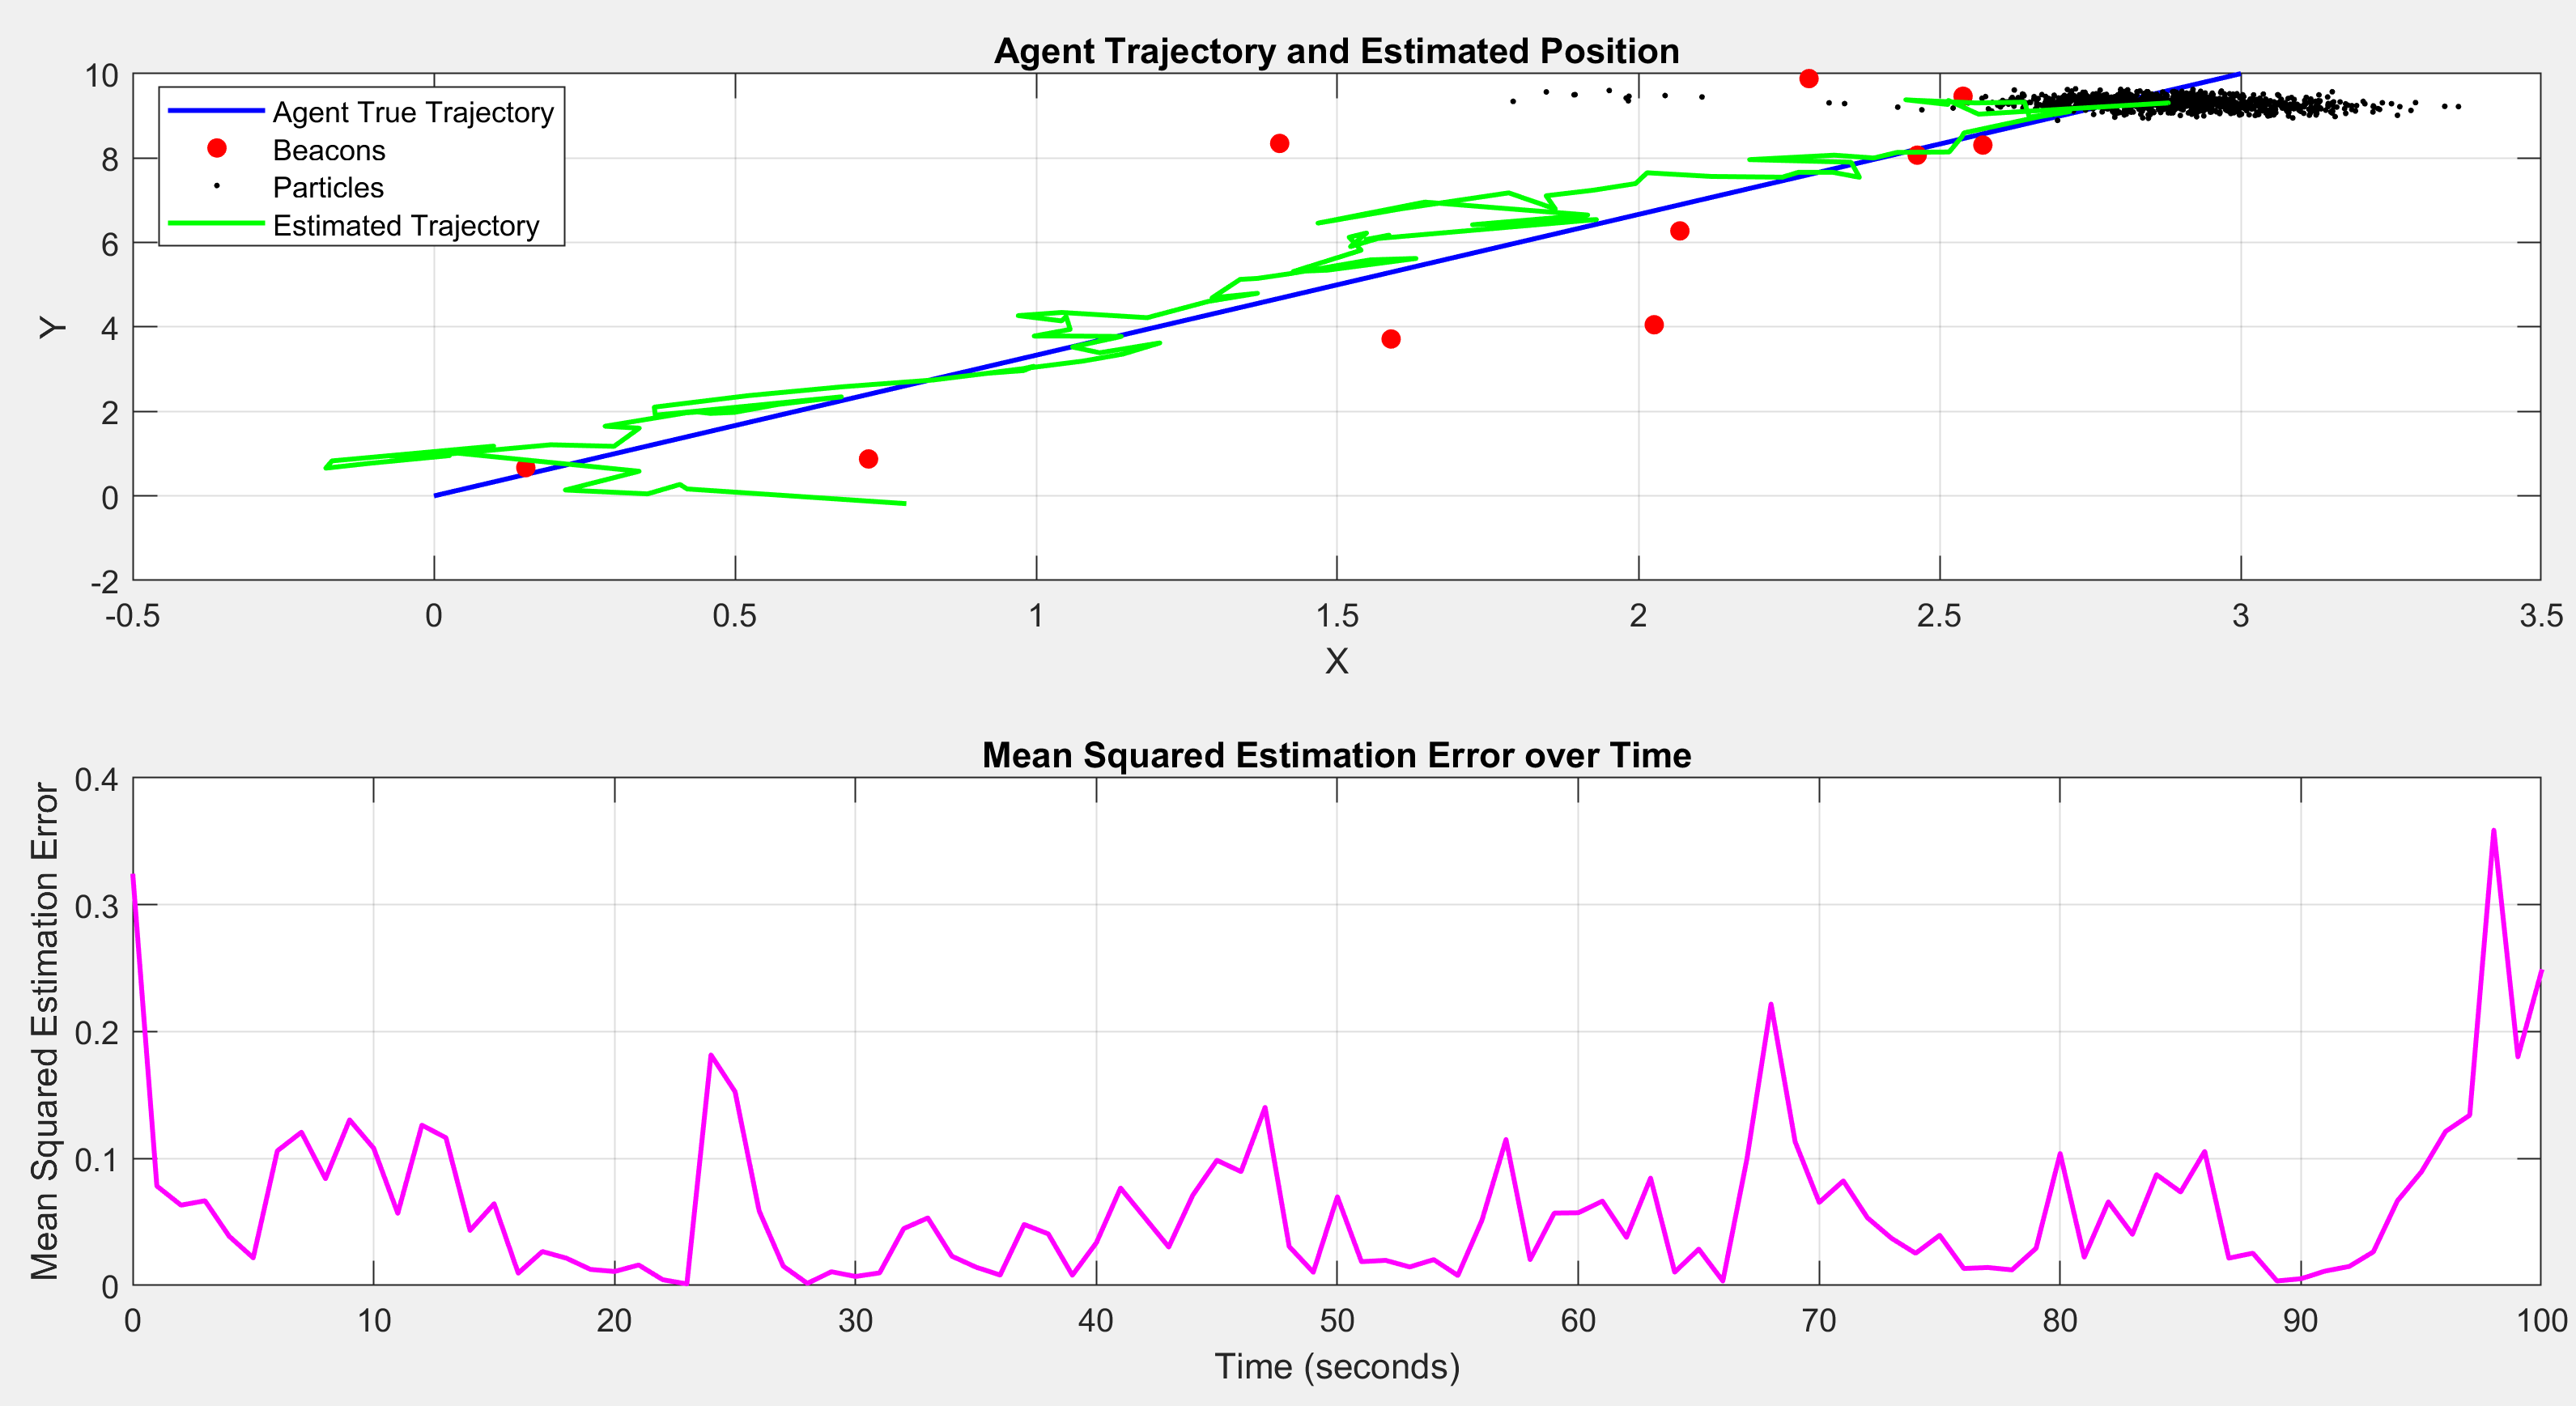 Agent Trajectory and Estimated Position
10
8
6
4
2
0
-2
Y
Agent True Trajectory
Beacons
Particles
Estimated Trajectory
-0.5 0 0.5 1 1.5 2 2.5 3 3.5
X
Mean Squared Estimation Error over Time
0.4
0.3
0.2
0.1
0
Mean Squared Estimation Error
0 10 20 30 40 50 60 70 80 90 100
Time (seconds)